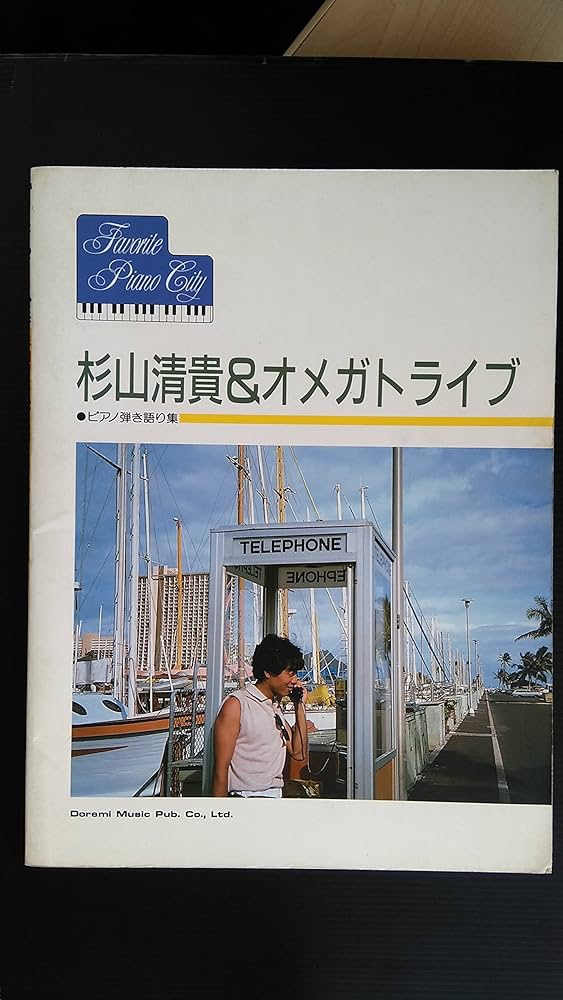 Favorite
Piano City
杉山清貴&オメガトライブ
●ピアノ弾き語り集
TELEPHONE
TELEPHONE
Doremi Music Pub. Co., Ltd.